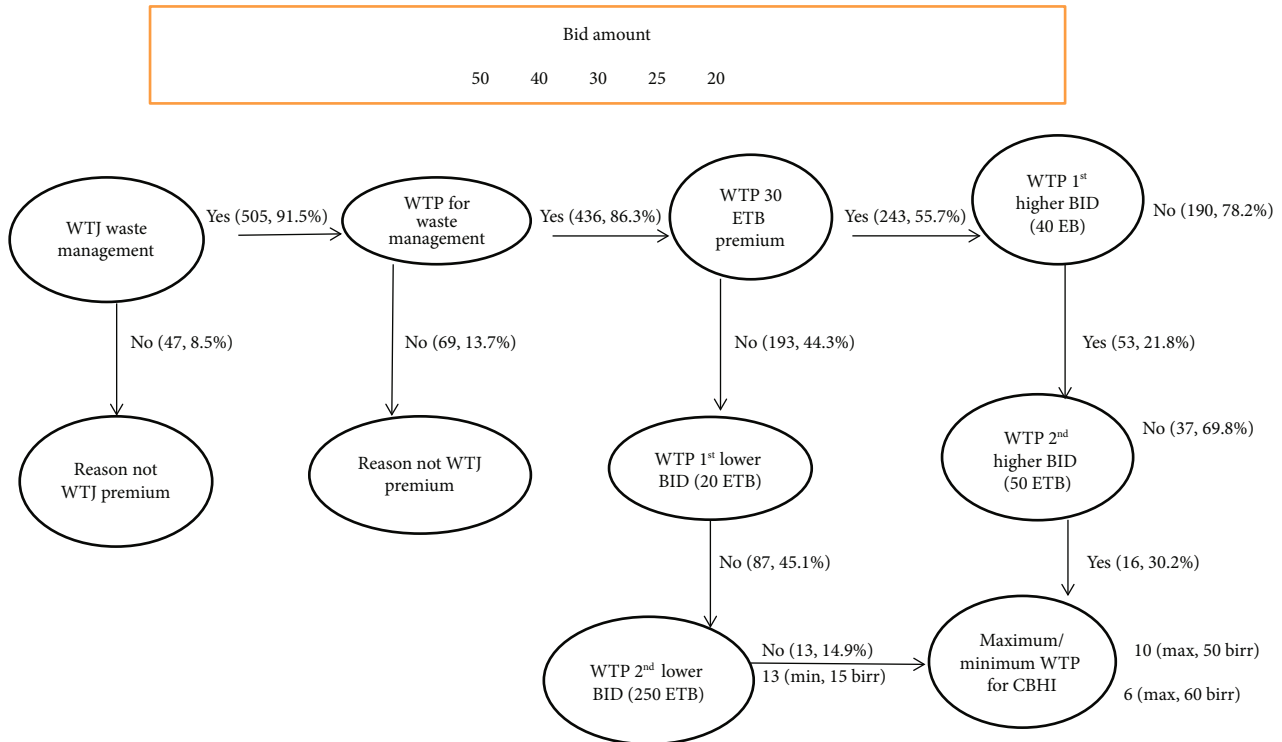 Bid amount
50 40 30 25 20
WTJ waste
management
Yes (505, 91.5%)
WTP for
waste
management
Yes (436, 86.3%)
WTP 30
ETB
premium
Yes (243, 55.7%)
WTP 1st
higher BID
(40 EB)
No (190, 78.2%)
No (47, 8.5%)
No (69, 13.7%)
No (193, 44.3%)
Yes (53, 21.8%)
Reason not
WTJ premium
Reason not WTJ
premium
WTP 1st lower
BID (20 ETB)
WTP 2nd
higher BID
(50 ETB)
No (37, 69.8%)
No (87, 45.1%)
Yes (16, 30.2%)
WTP 2nd lower
BID (250 ETB)
No (13, 14.9%)
13 (min, 15 birr)
Maximum/
minimum WTP
for CBHI
10 (max, 50 birr)
6 (max, 60 birr)